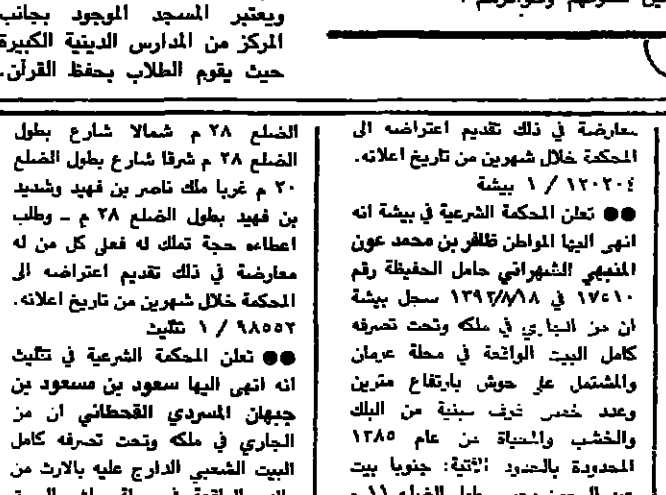 ويعتبر المسجد الموجود بجانب
المركز من المدارس الدينية الكبيرة
حيث يقوم الطلاب بحفظ القرآن.
معارضة في ذلك تقديم اعتراضه الى
المحكمة خلال شهرين من تاريخ اعلانه.
١٢٠٢٠٤ / ١ بيشة
●● تعلن المحكمة الشرعية في بيشة انه
انهى اليها المواطن ظافر بن محمد عون
المنبهي الشهراني حامل الحفيظة رقم
١٧٥١٠ في ١٣٩٢/٨/١٨ سجل بيشة
ان من الجاري في ملكه وتحت تصرفه
كامل البيت الواقعة في محلة عرمان
والمشتمل على حوش بارتفاع مترين
وعدد خمس غرف مبنية من البلك
والخشب والمحياة من عام ١٣٨٥
المحدودة بالحدود الآتية: جنوبا بيت
الضلع ٢٨ م شمالا شارع بطول
الضلع ٢٨ م شرقا شارع بطول الضلع
٢٠ م غربا ملك ناصر بن فهيد وشديد
بن فهيد بطول الضلع ٢٨ م ـ وطلب
اعطاءه حجة تملك له فعلى كل من له
معارضة في ذلك تقديم اعتراضه الى
المحكمة خلال شهرين من تاريخ اعلانه.
٩٨٥٥٢ / ١ تثليث
●● تعلن المحكمة الشرعية في تثليث
انه انهى اليها سعود بن مسعود بن
جبهان المسردي القحطاني ان من
الجاري في ملكه وتحت تصرفه كامل
البيت الشعبي الدارج عليه بالارث من